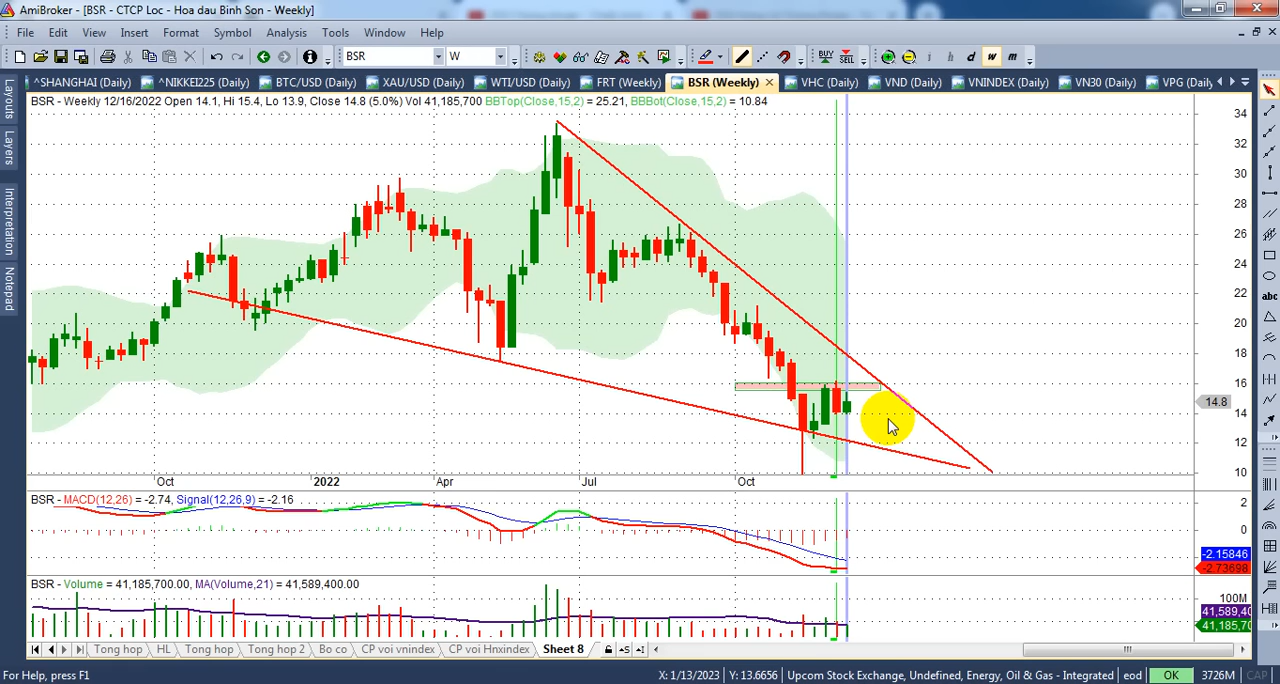 AmiBroker - [BSR - CTCP Loc - Hoa dau Binh Son - Weekly]
File Edit View Insert Format Symbol Analysis Tools Window Help
BSR W BUY SELL i h d w m
^SHANGHAI (Daily) ^NIKKEI225 (Daily) BTC/USD (Daily) XAU/USD (Daily) WTI/USD (Daily) FRT (Weekly) BSR (Weekly) VHC (Daily) VND (Daily) VNINDEX (Daily) VN30 (Daily) VPG (Daily)
Layouts
Layers
Interpretation
Notepad
BSR - Weekly 12/16/2022 Open 14.1, Hi 15.4, Lo 13.9, Close 14.8 (5.0%) Vol 41,185,700 BBTop(Close,15,2) = 25.21, BBBot(Close,15,2) = 10.84
34
32
30
28
26
24
22
20
18
16
14.8
14
12
10
abc
Oct 2022 Apr Jul Oct
BSR - MACD(12,26) = -2.74, Signal(12,26,9) = -2.16
2
0
-2.15846
-2.73698
BSR - Volume = 41,185,700.00, MA(Volume,21) = 41,589,400.00
100M
41,589,40
41,185,70
Tong hop HL Tong hop Tong hop 2 Bo co CP voi vnindex CP voi Hnxindex Sheet 8
For Help, press F1 X: 1/13/2023 Y: 13.6656 Upcom Stock Exchange, Undefined, Energy, Oil & Gas - Integrated eod OK 3726M CAP